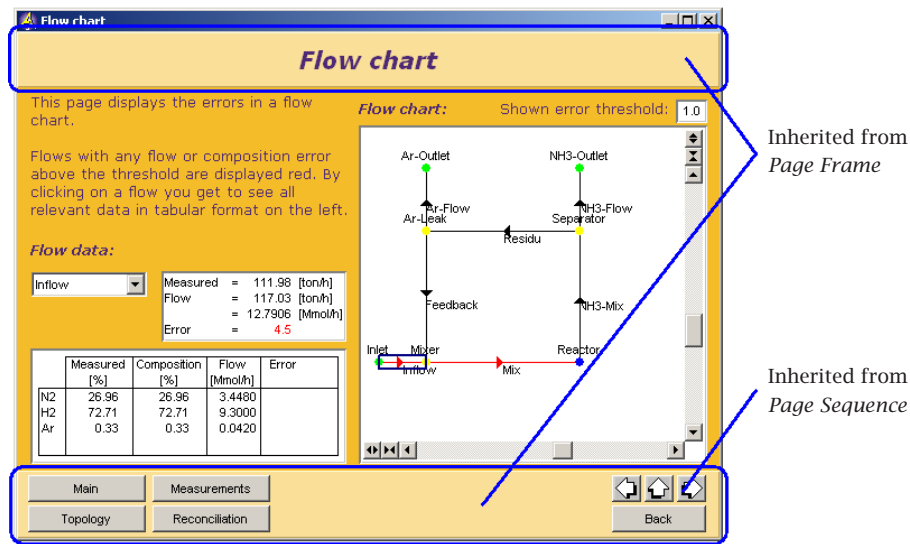 Flow chart
Flow chart
This page displays the errors in a flow
chart.
Flows with any flow or composition error
above the threshold are displayed red. By
clicking on a flow you get to see all
relevant data in tabular format on the left.
Flow data:
Inflow
Measured = 111.98 [ton/h]
Flow = 117.03 [ton/h]
= 12.7906 [Mmol/h]
Error = 4.5
Measured Composition Flow Error
[%] [%] [Mmol/h]
N2 26.96 26.96 3.4480
H2 72.71 72.71 9.3000
Ar 0.33 0.33 0.0420
Flow chart: Shown error threshold: 1.0
Ar-Outlet NH3-Outlet
Ar-Flow NH3-Flow
Ar-Leak Separator
Residu
Feedback NH3-Mix
Inlet Mixer Reactor
Inflow Mix
Main Measurements
Topology Reconciliation Back
Inherited from
Page Frame
Inherited from
Page Sequence